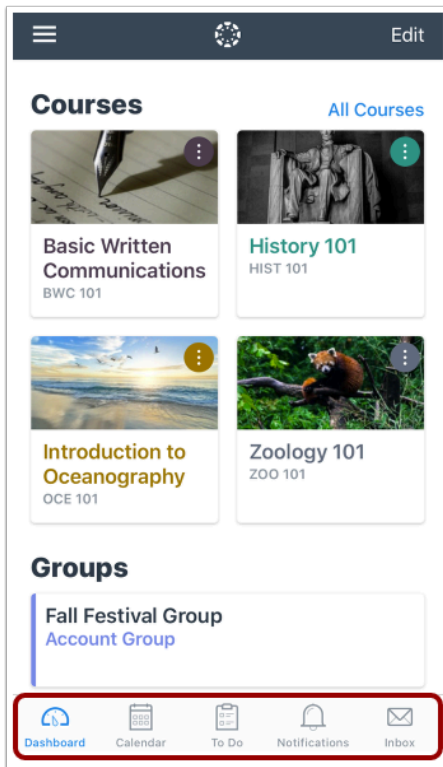 Edit
Courses
All Courses
Basic Written
Communications
BWC 101
History 101
HIST 101
Introduction to
Oceanography
OCE 101
Zoology 101
ZOO 101
Groups
Fall Festival Group
Account Group
Dashboard
Calendar
To Do
Notifications
Inbox